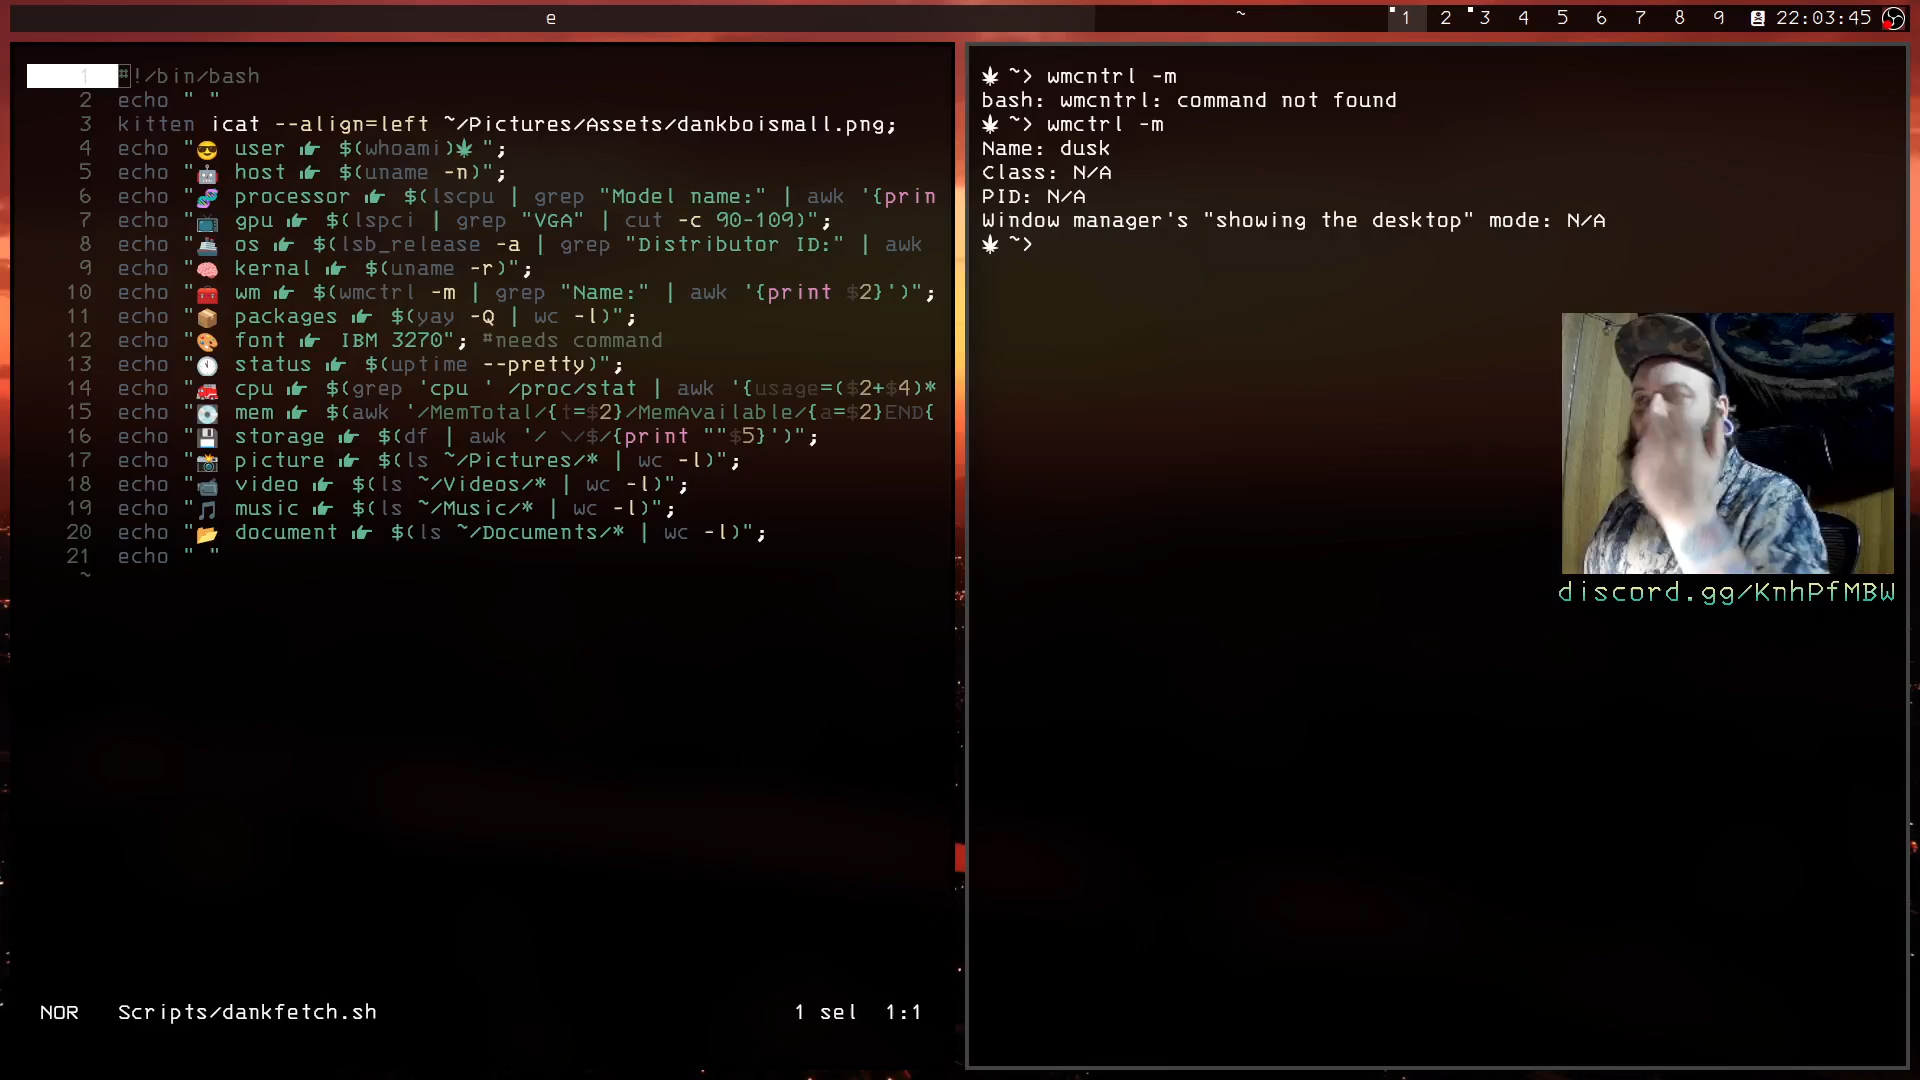 e
~
1 2 3 4 5 6 7 8 9 22:03:45
1 #!/bin/bash
2 echo " "
3 kitten icat --align=left ~/Pictures/Assets/dankboismall.png;
4 echo "😎 user 👉 $(whoami)🌿 ";
5 echo "🤖 host 👉 $(uname -n)";
6 echo "🧬 processor 👉 $(lscpu | grep "Model name:" | awk '{prin
7 echo "📺 gpu 👉 $(lspci | grep "VGA" | cut -c 90-109)";
8 echo "🚢 os 👉 $(lsb_release -a | grep "Distributor ID:" | awk
9 echo "🧠 kernal 👉 $(uname -r)";
10 echo "🧰 wm 👉 $(wmctrl -m | grep "Name:" | awk '{print $2}')";
11 echo "📦 packages 👉 $(yay -Q | wc -l)";
12 echo "🎨 font 👉 IBM 3270"; #needs command
13 echo "🕚 status 👉 $(uptime --pretty)";
14 echo "🚒 cpu 👉 $(grep 'cpu ' /proc/stat | awk '{usage=($2+$4)*
15 echo "💽 mem 👉 $(awk '/MemTotal/{t=$2}/MemAvailable/{a=$2}END{
16 echo "💾 storage 👉 $(df | awk '/ \/$/{print ""$5}')";
17 echo "📸 picture 👉 $(ls ~/Pictures/* | wc -l)";
18 echo "📹 video 👉 $(ls ~/Videos/* | wc -l)";
19 echo "🎵 music 👉 $(ls ~/Music/* | wc -l)";
20 echo "📂 document 👉 $(ls ~/Documents/* | wc -l)";
21 echo " "
~
NOR Scripts/dankfetch.sh 1 sel 1:1
~> wmcntrl -m
bash: wmcntrl: command not found
~> wmctrl -m
Name: dusk
Class: N/A
PID: N/A
Window manager's "showing the desktop" mode: N/A
~>
discord.gg/KnhPfMBW